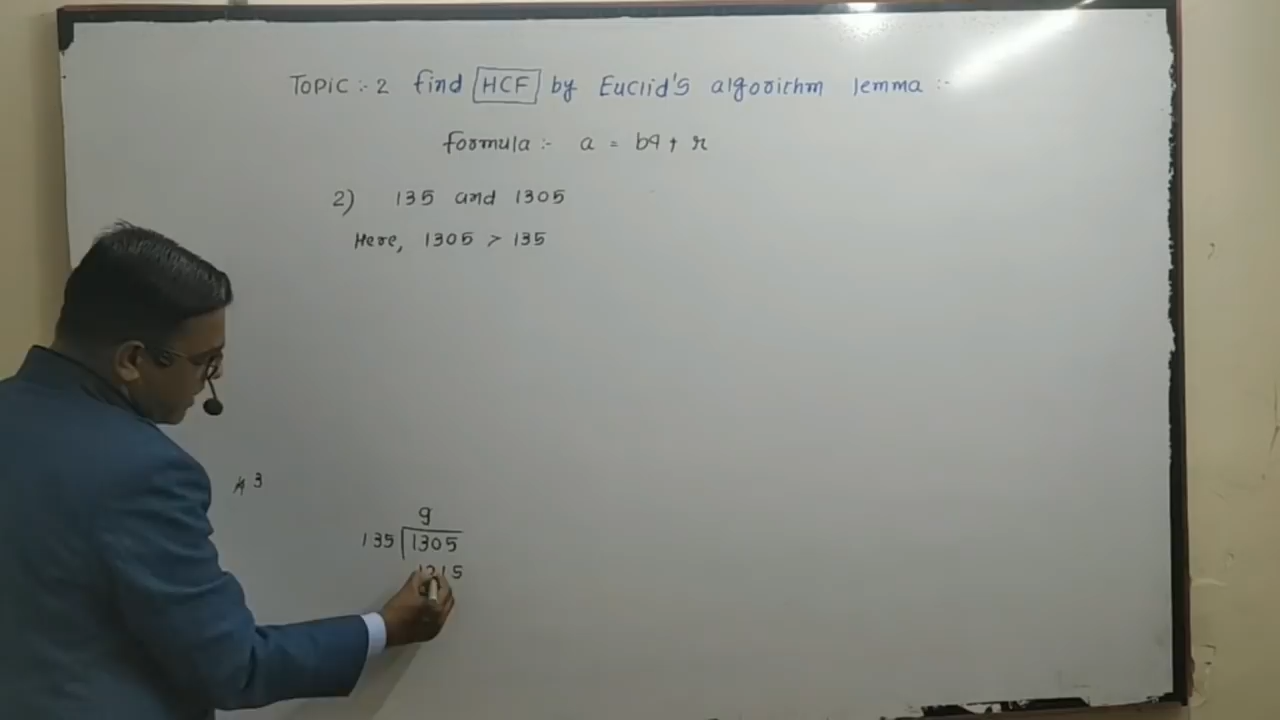 TOPIC :- 2 find HCF by Euclid's algorithm lemma :-
formula :- a = bq + r
2) 135 and 1305
Here, 1305 > 135
3
9
135 1305
1215